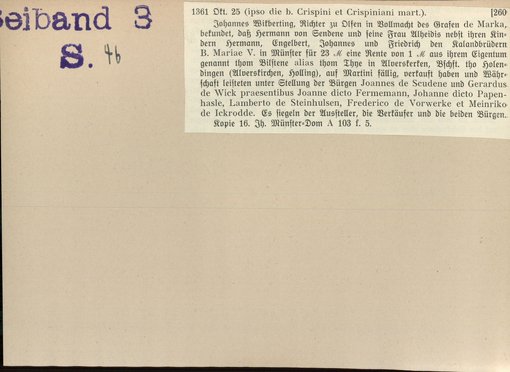 Beiband 3
S. 46
1361 Okt. 25 (ipso die b. Crispini et Crispiniani mart.). [260
Johannes Wilberting, Richter zu Olfen in Vollmacht des Grafen de Marka,
bekundet, daß Hermann von Sendene und seine Frau Alheidis nebst ihren Kin-
dern Hermann, Engelbert, Johannes und Friedrich den Kalandbrüdern
B. Mariae V. in Münster für 23 ℳ eine Rente von 1 ℳ aus ihrem Eigentum
genannt thom Bilstene alias thom Thye in Alverskerken, Bschft. tho Holen-
dingen (Alverskirchen, Holling), auf Martini fällig, verkauft haben und Währ-
schaft leisteten unter Stellung der Bürgen Joannes de Scudene und Gerardus
de Wick praesentibus Joanne dicto Fermemann, Johanne dicto Papen-
hasle, Lamberto de Steinhulsen, Frederico de Vorwerke et Meinriko
de Ickrodde. Es siegeln der Aussteller, die Verkäufer und die beiden Bürgen.
Kopie 16. Jh. Münster-Dom A 103 f. 5.